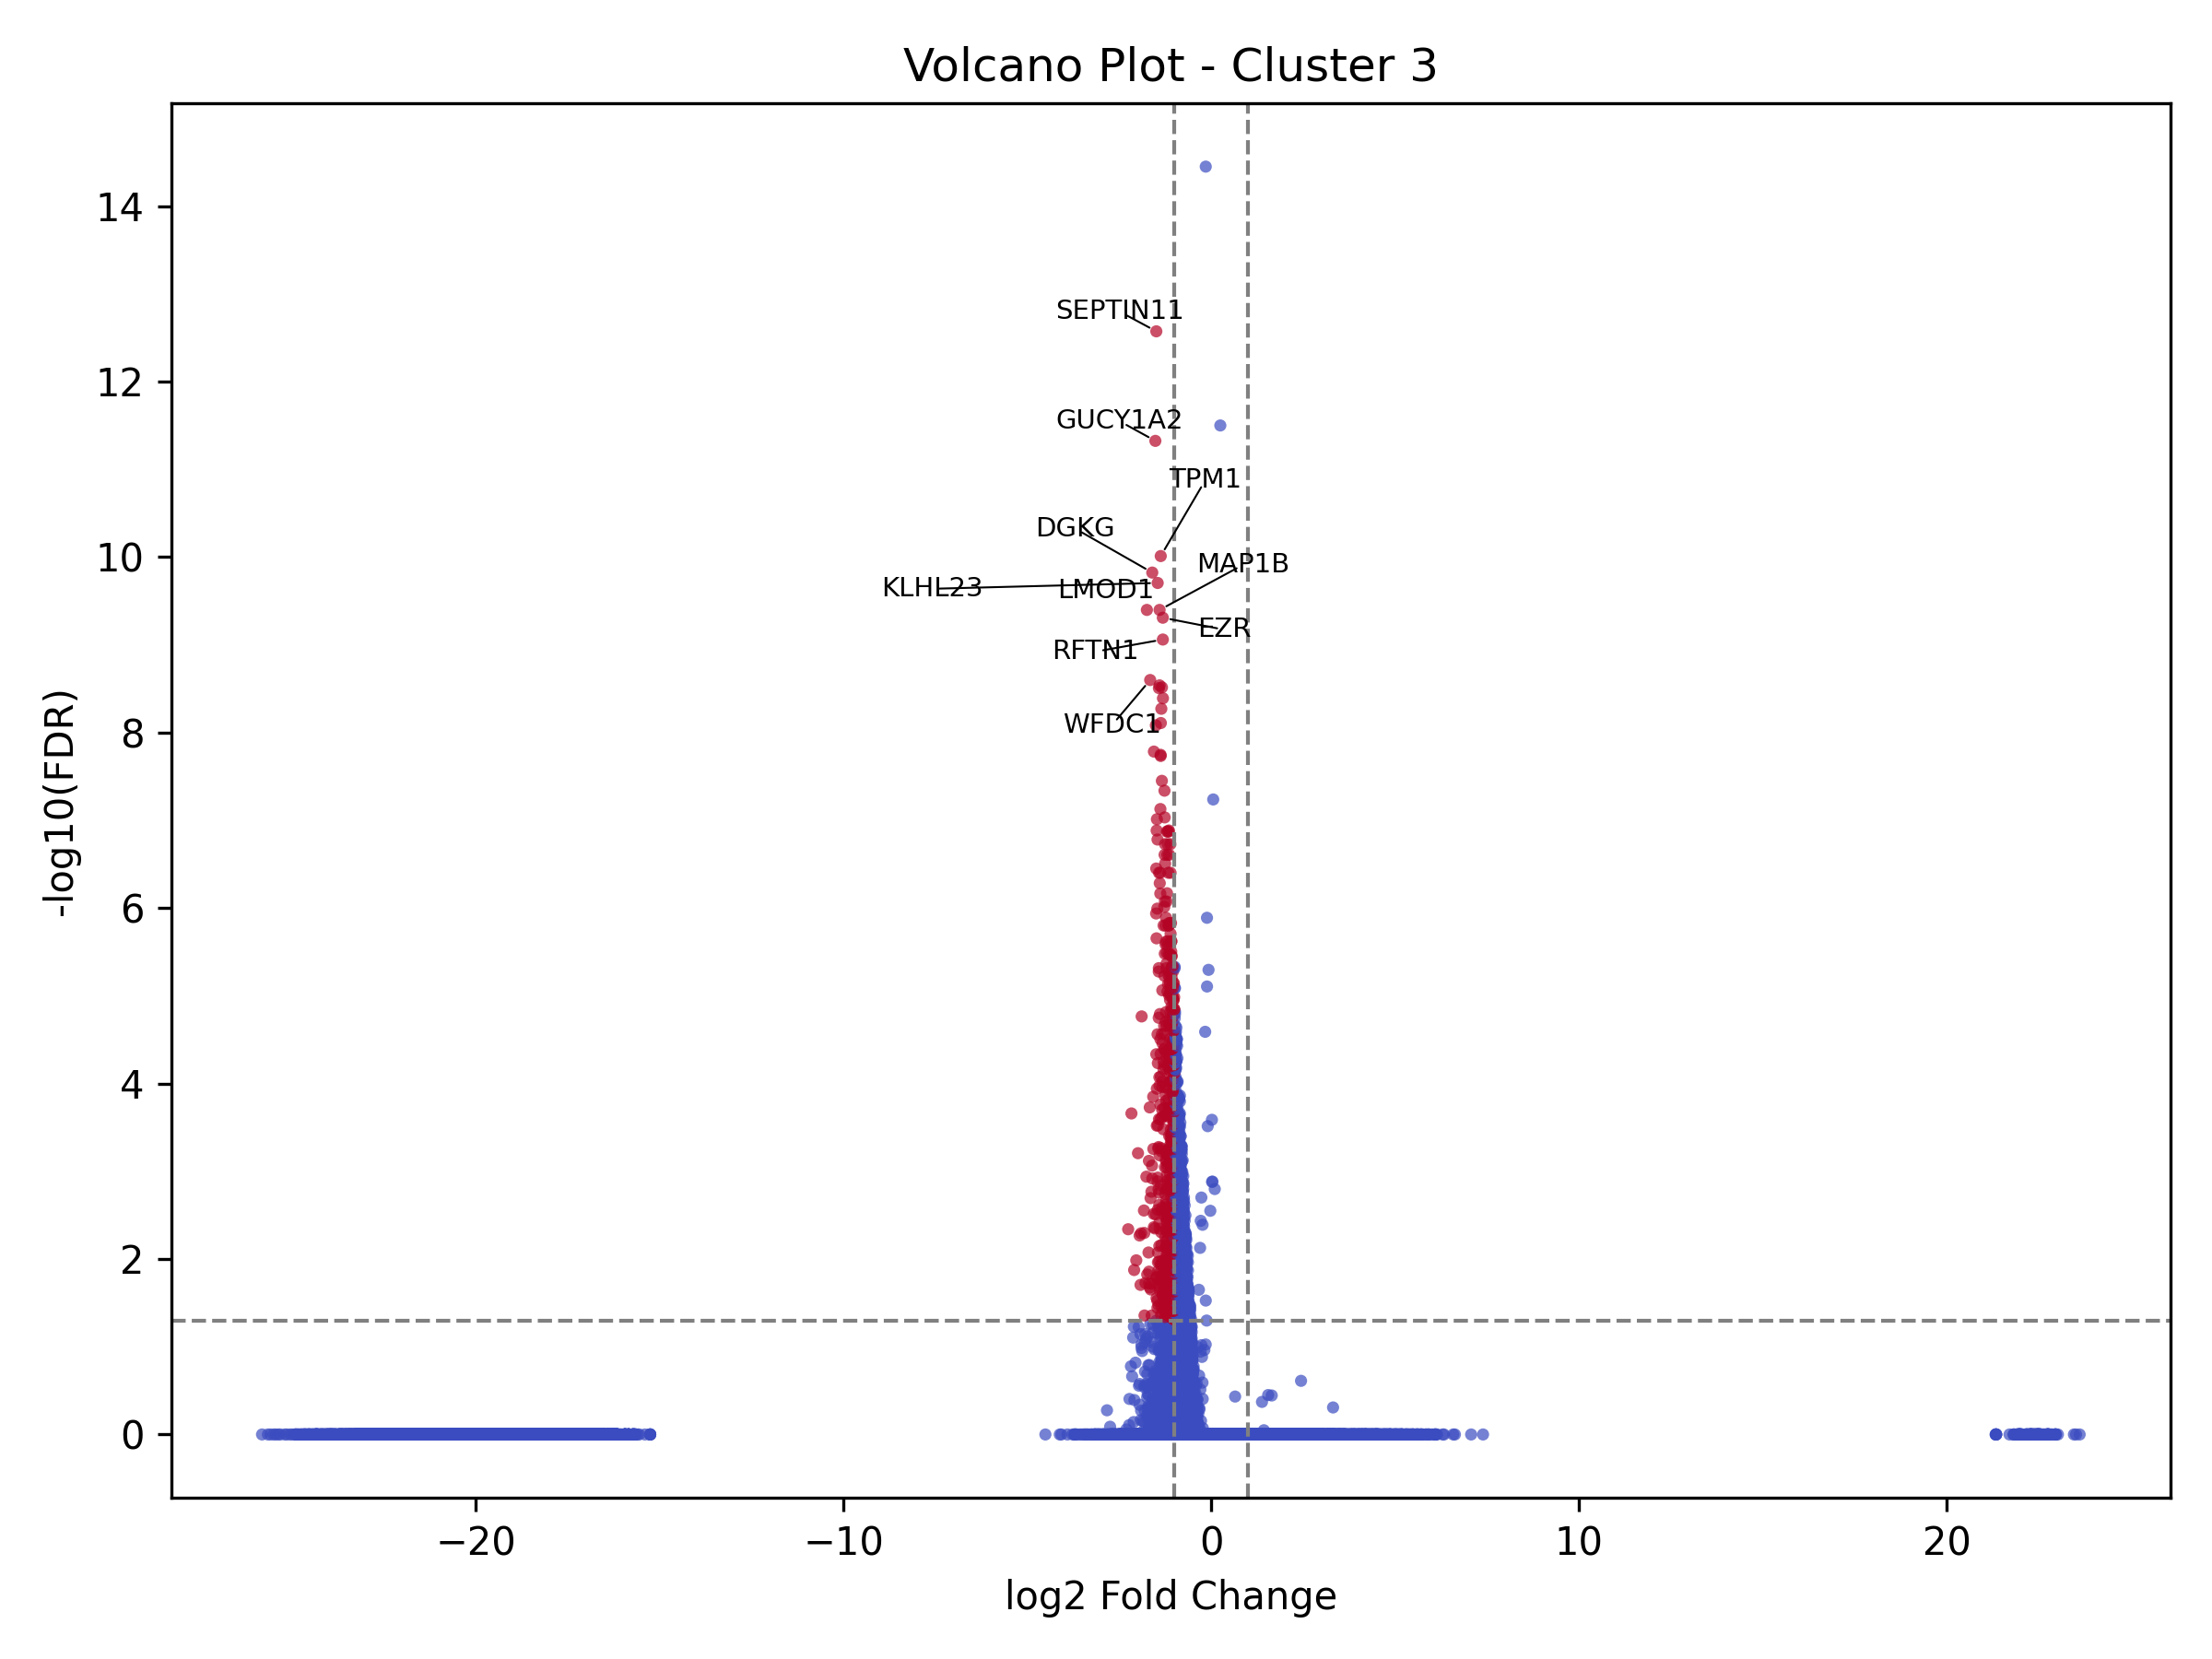 Volcano Plot - Cluster 3
14
12
10
8
6
4
2
0
-log10(FDR)
SEPTIN11
GUCY1A2
TPM1
DGKG
MAP1B
KLHL23
LMOD1
EZR
RFTN1
WFDC1
−20
−10
0
10
20
log2 Fold Change